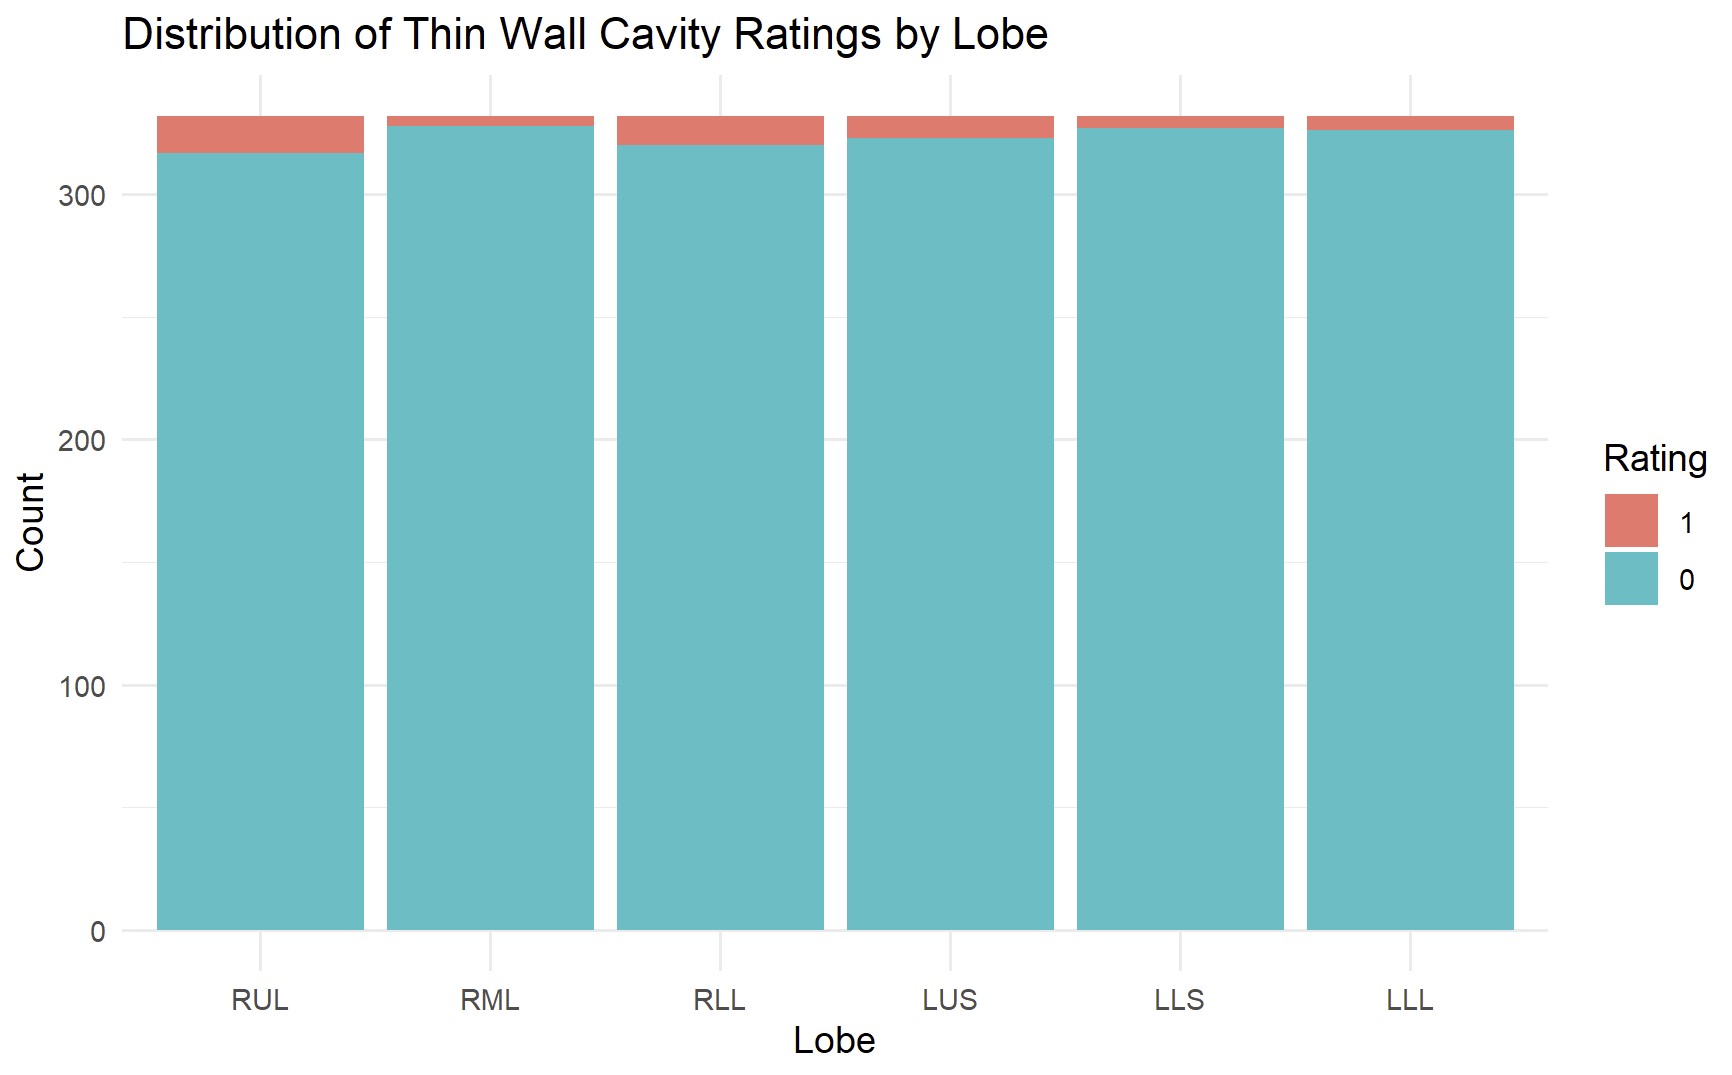 Distribution of Thin Wall Cavity Ratings by Lobe
Count
300
200
100
0
RUL RML RLL LUS LLS LLL
Lobe
Rating
1
0